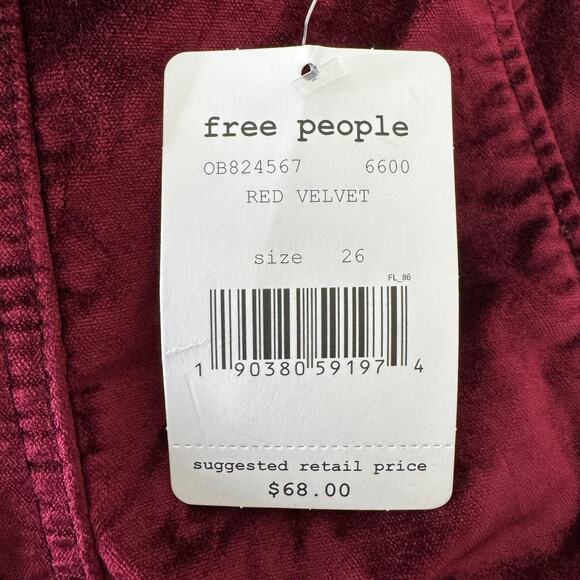 free people
OB824567 6600
RED VELVET
size 26
FL_86
1 90380 59197 4
suggested retail price
$68.00